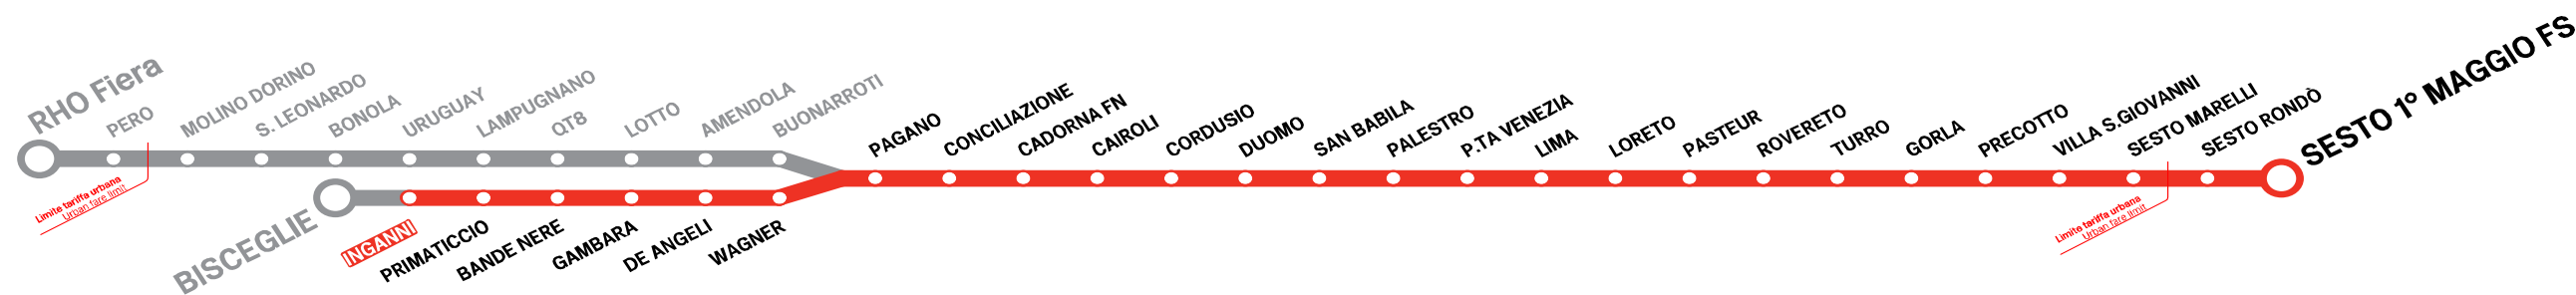 RHO Fiera
PERO
MOLINO DORINO
S. LEONARDO
BONOLA
URUGUAY
LAMPUGNANO
QT8
LOTTO
AMENDOLA
BUONARROTI
PAGANO
CONCILIAZIONE
CADORNA FN
CAIROLI
CORDUSIO
DUOMO
SAN BABILA
PALESTRO
P.TA VENEZIA
LIMA
LORETO
PASTEUR
ROVERETO
TURRO
GORLA
PRECOTTO
VILLA S.GIOVANNI
SESTO MARELLI
SESTO RONDÒ
SESTO 1° MAGGIO FS
Limite tariffa urbana
Urban fare limit
BISCEGLIE
INGANNI
PRIMATICCIO
BANDE NERE
GAMBARA
DE ANGELI
WAGNER
Limite tariffa urbana
Urban fare limit